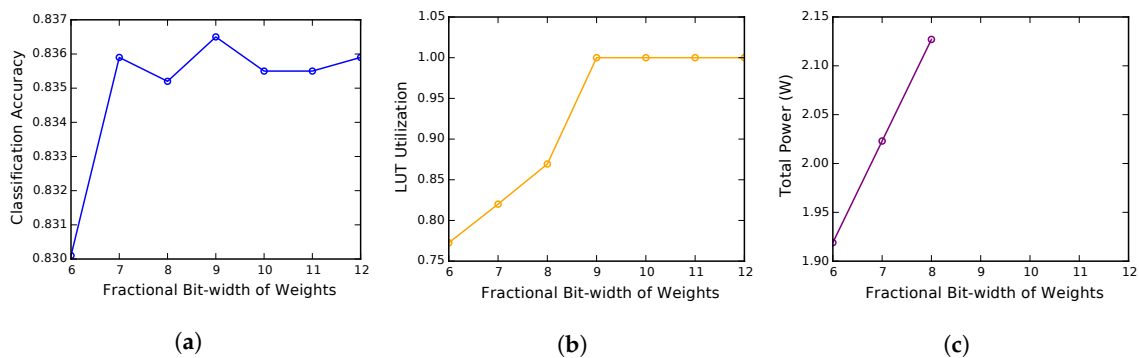 0.837
0.836
0.835
0.834
0.833
0.832
0.831
0.830
Classification Accuracy
6 7 8 9 10 11 12
Fractional Bit-width of Weights
(a)
1.05
1.00
0.95
0.90
0.85
0.80
0.75
LUT Utilization
6 7 8 9 10 11 12
Fractional Bit-width of Weights
(b)
2.15
2.10
2.05
2.00
1.95
1.90
Total Power (W)
6 7 8 9 10 11 12
Fractional Bit-width of Weights
(c)